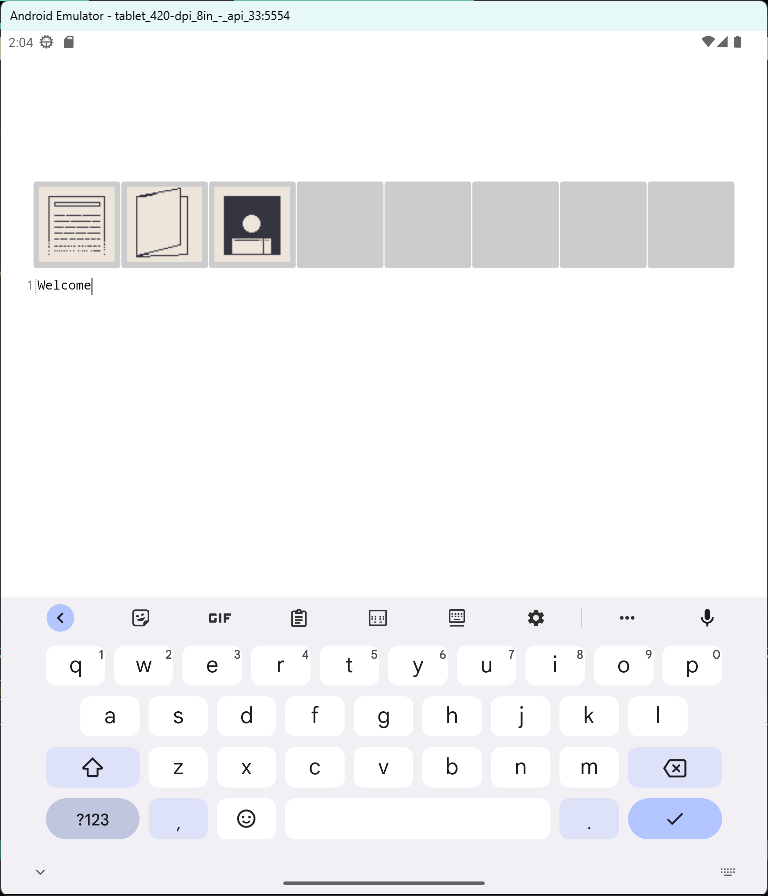 Android Emulator - tablet_420-dpi_8in_-_api_33:5554
2:04
1 Welcome
GIF
q 1 w 2 e 3 r 4 t 5 y 6 u 7 i 8 o 9 p 0
a s d f g h j k l
z x c v b n m
?123 , .